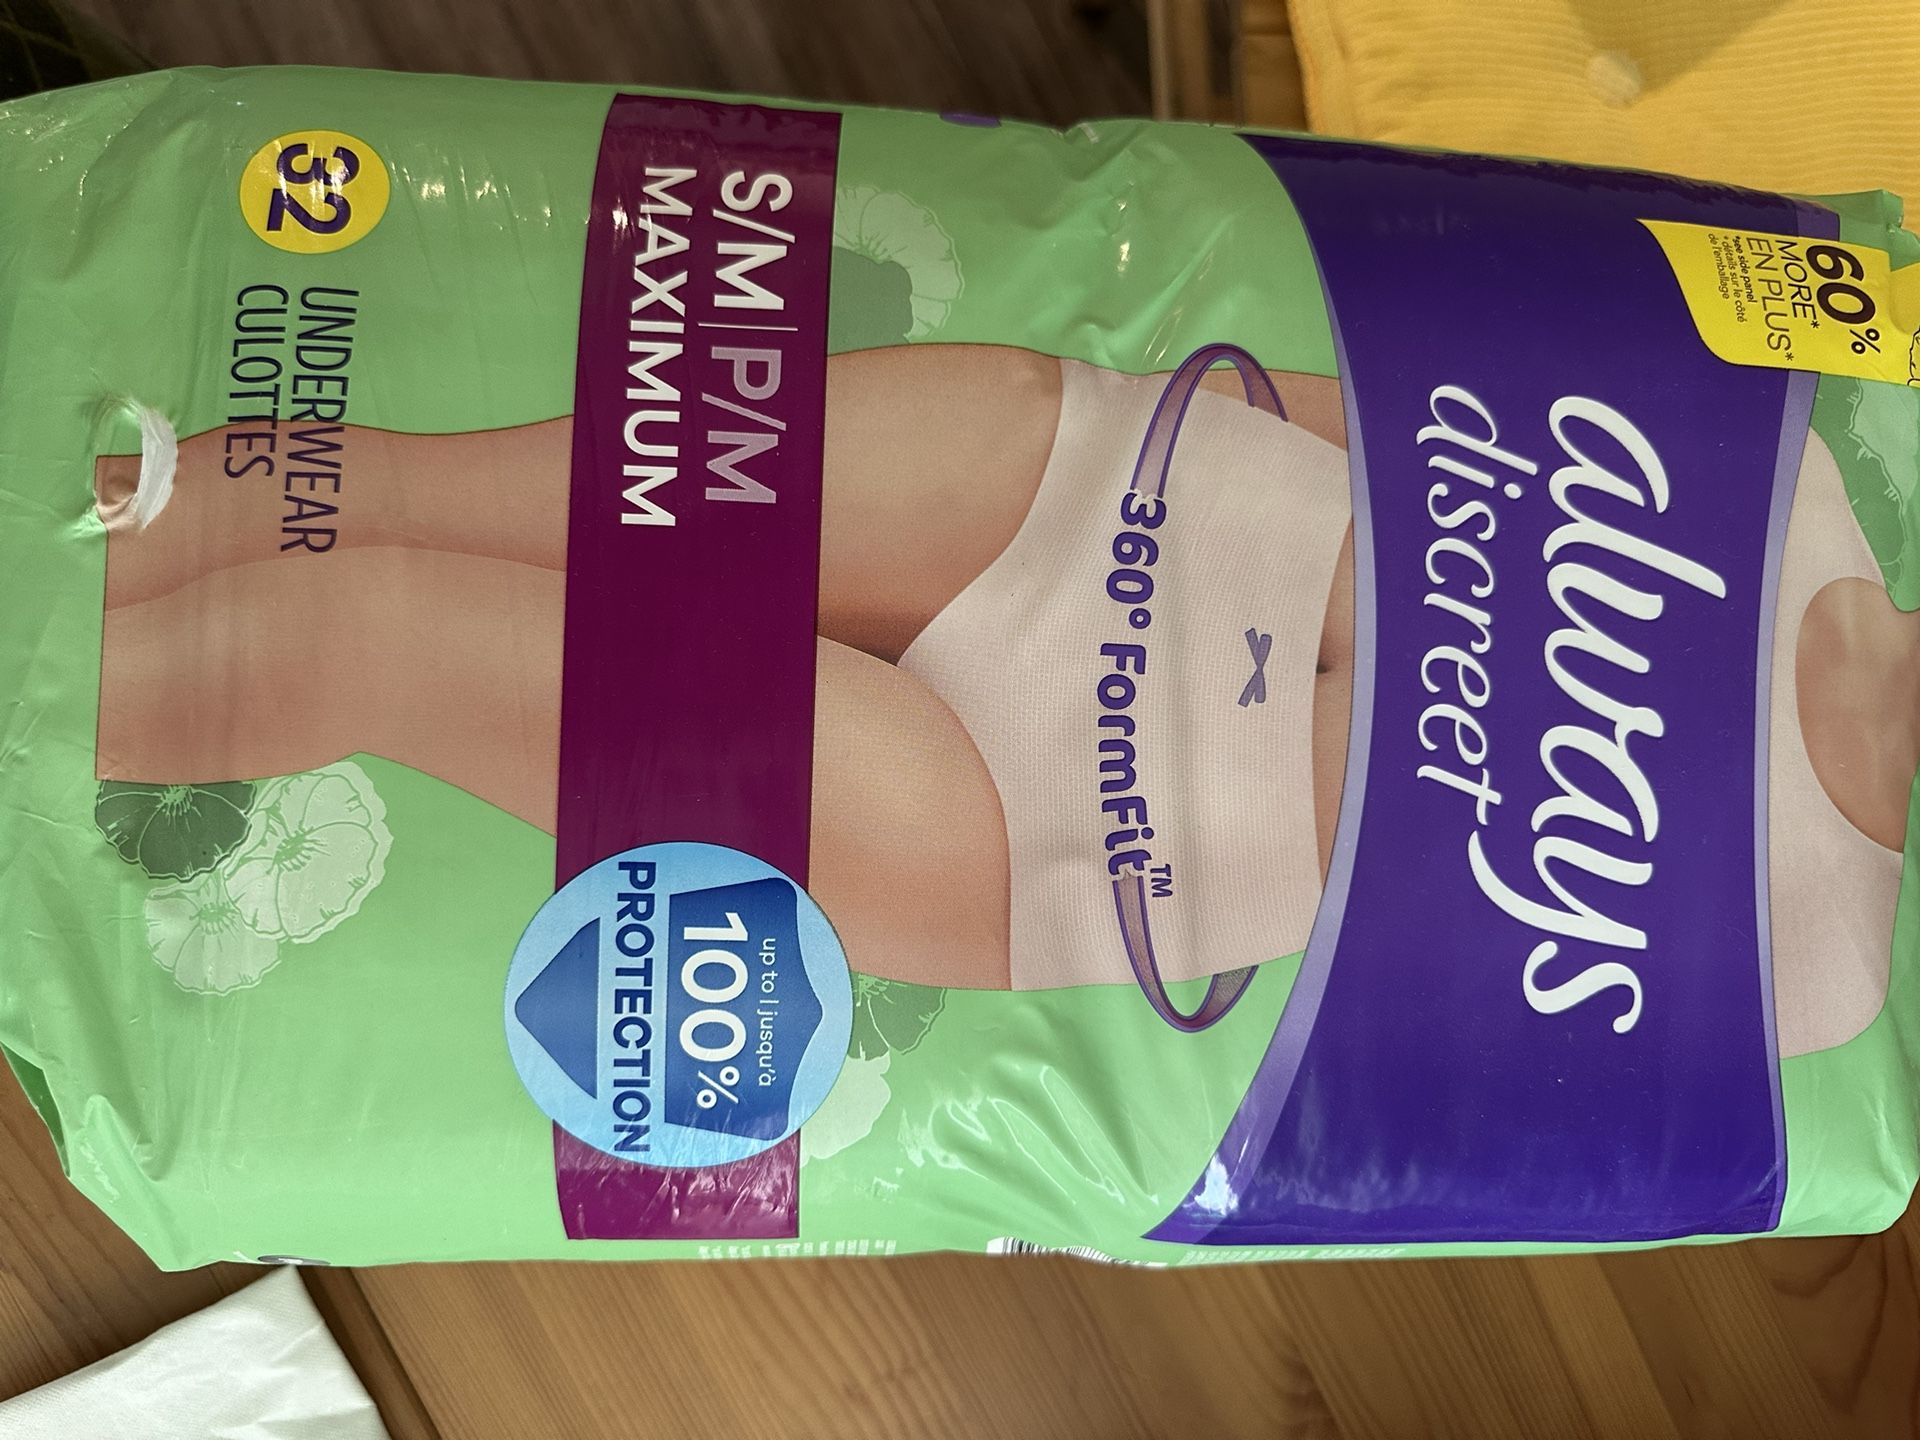 60%
MORE*
EN PLUS*
*see side panel
*détails sur le côté
de l'emballage
always
discreet
360° FormFit™
S/M|P/M
MAXIMUM
up to | jusqu'à
100%
PROTECTION
32
UNDERWEAR
CULOTTES